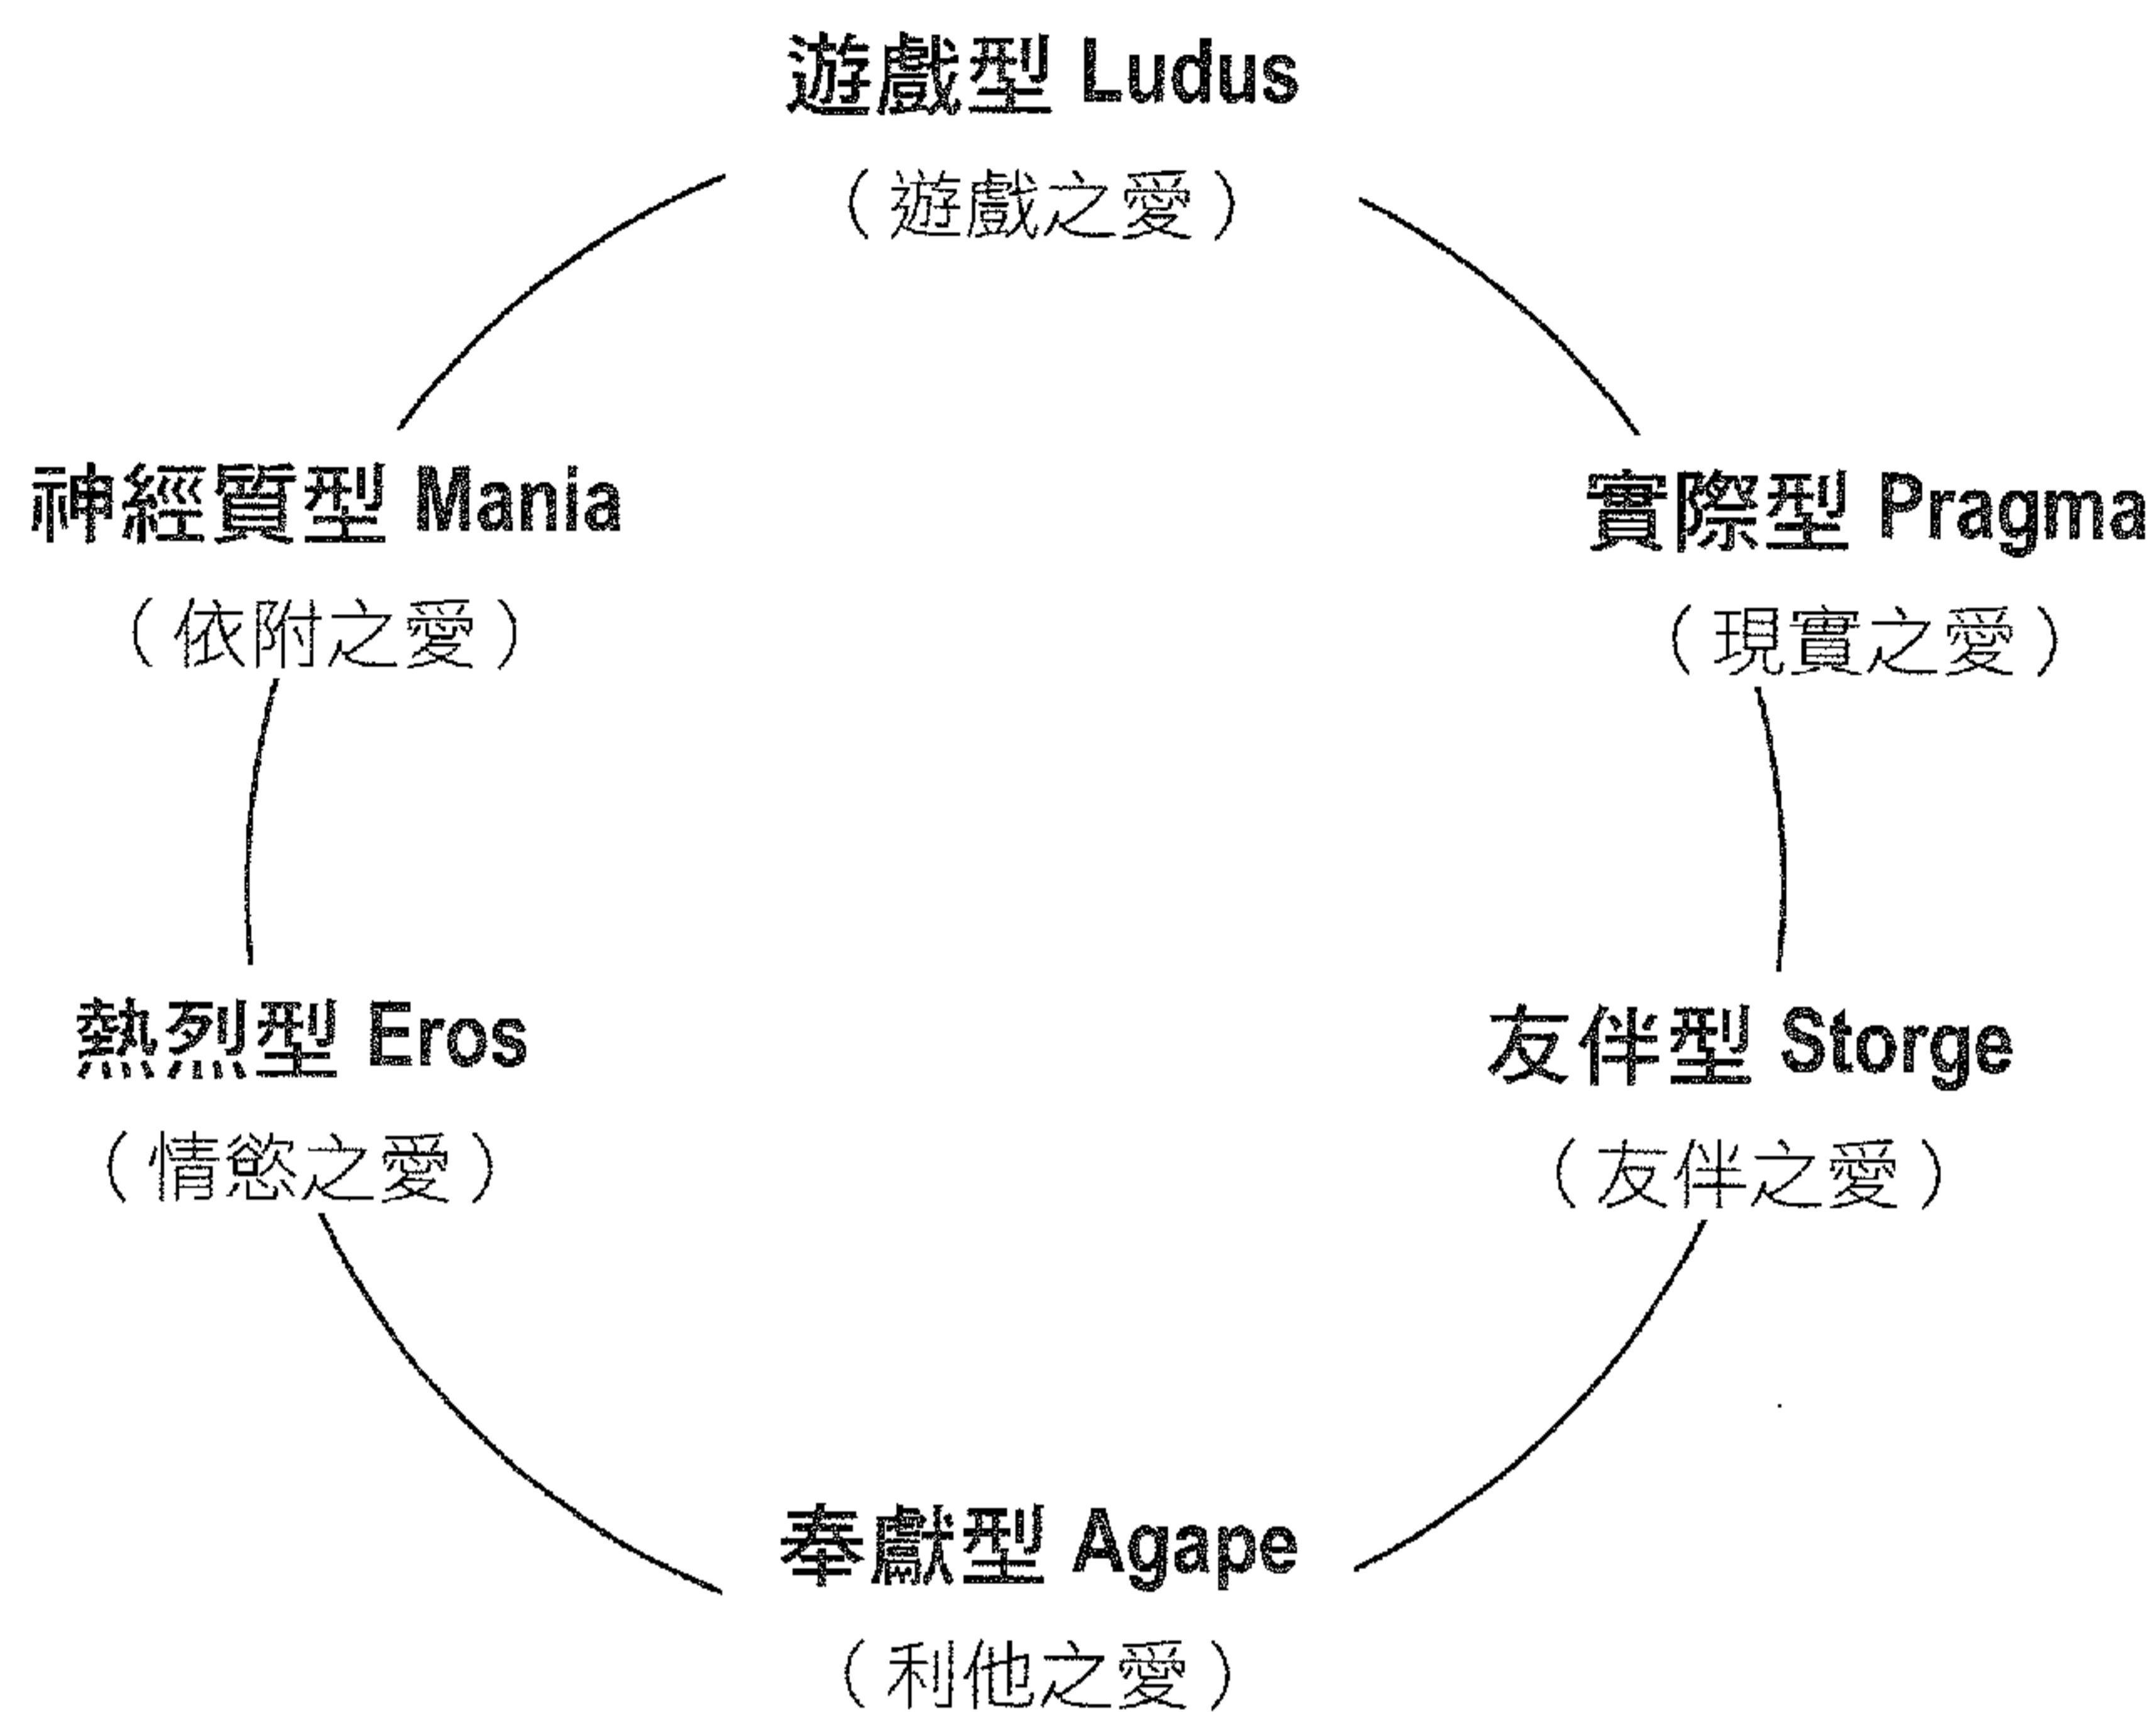 遊戲型 Ludus
（遊戲之愛）
神經質型 Mania
（依附之愛）
實際型 Pragma
（現實之愛）
熱烈型 Eros
（情慾之愛）
友伴型 Storge
（友伴之愛）
奉獻型 Agape
（利他之愛）